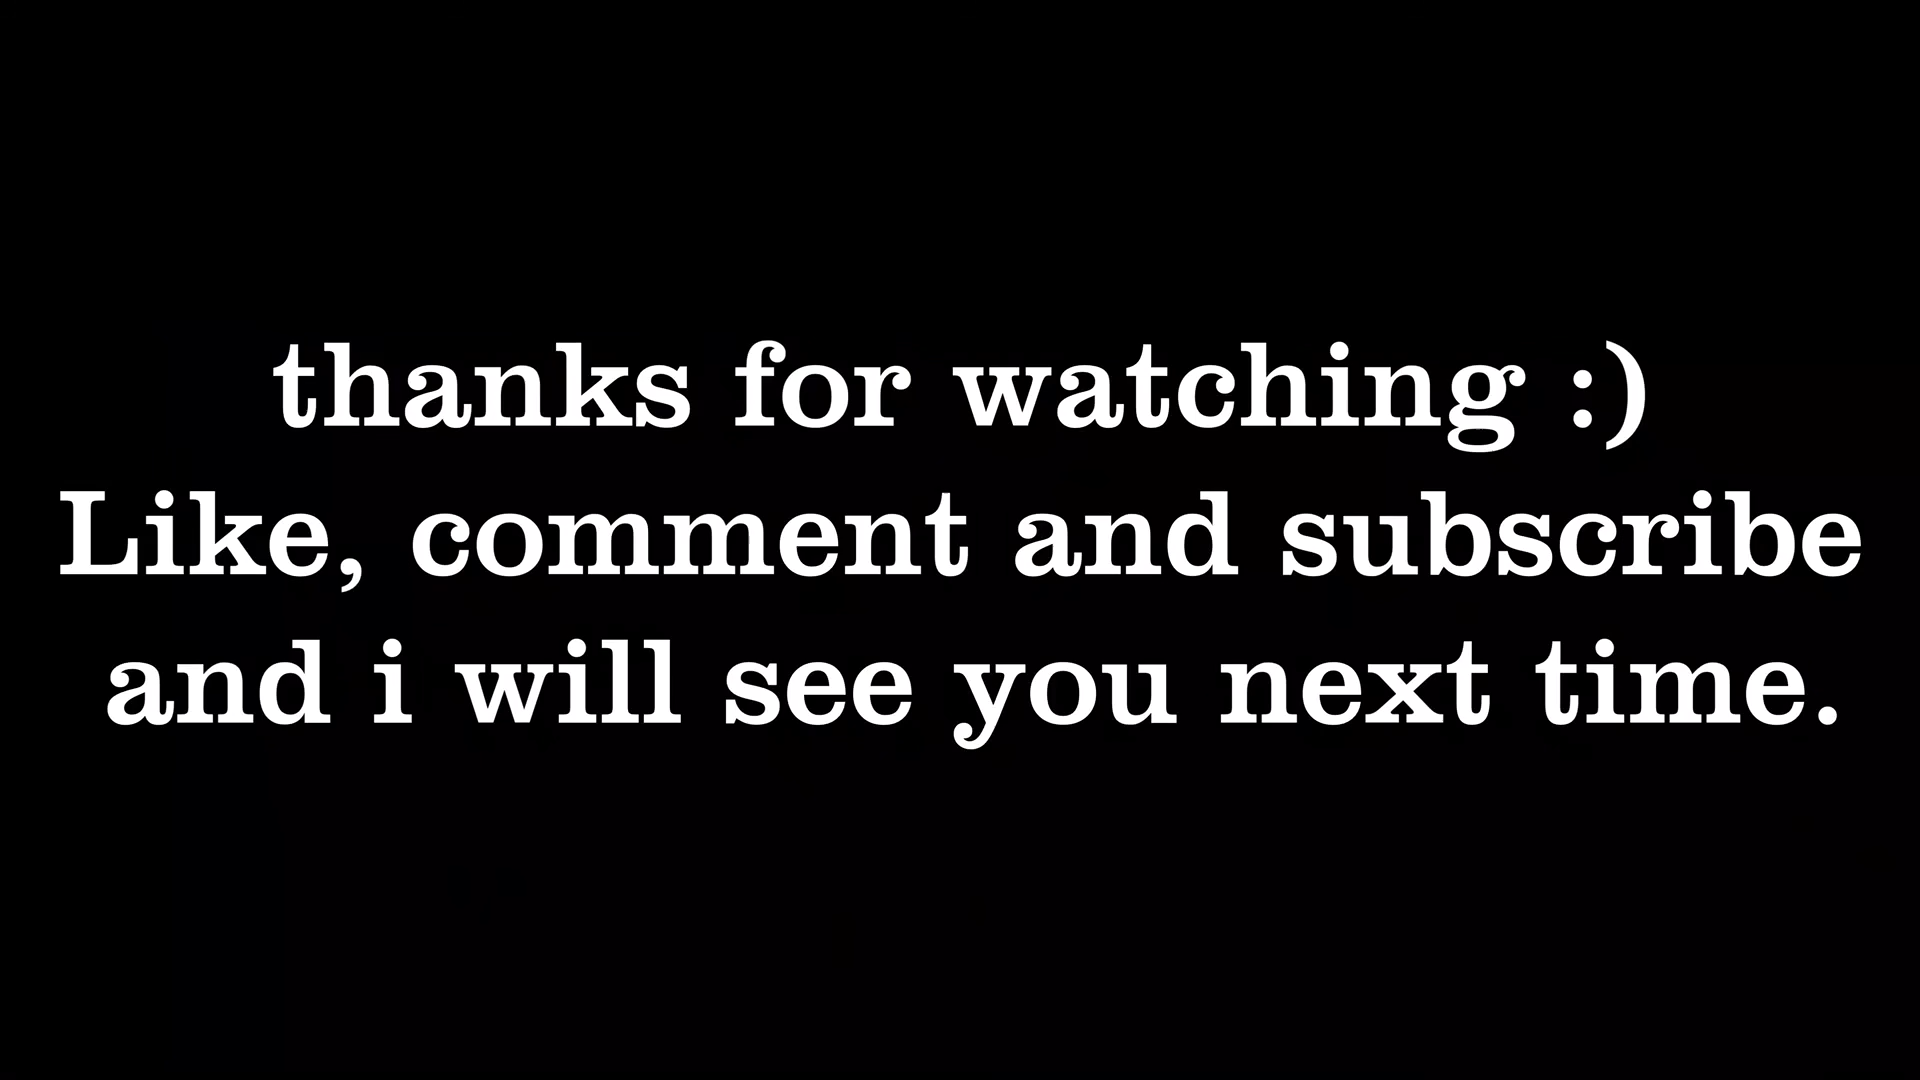 thanks for watching :)
Like, comment and subscribe
and i will see you next time.